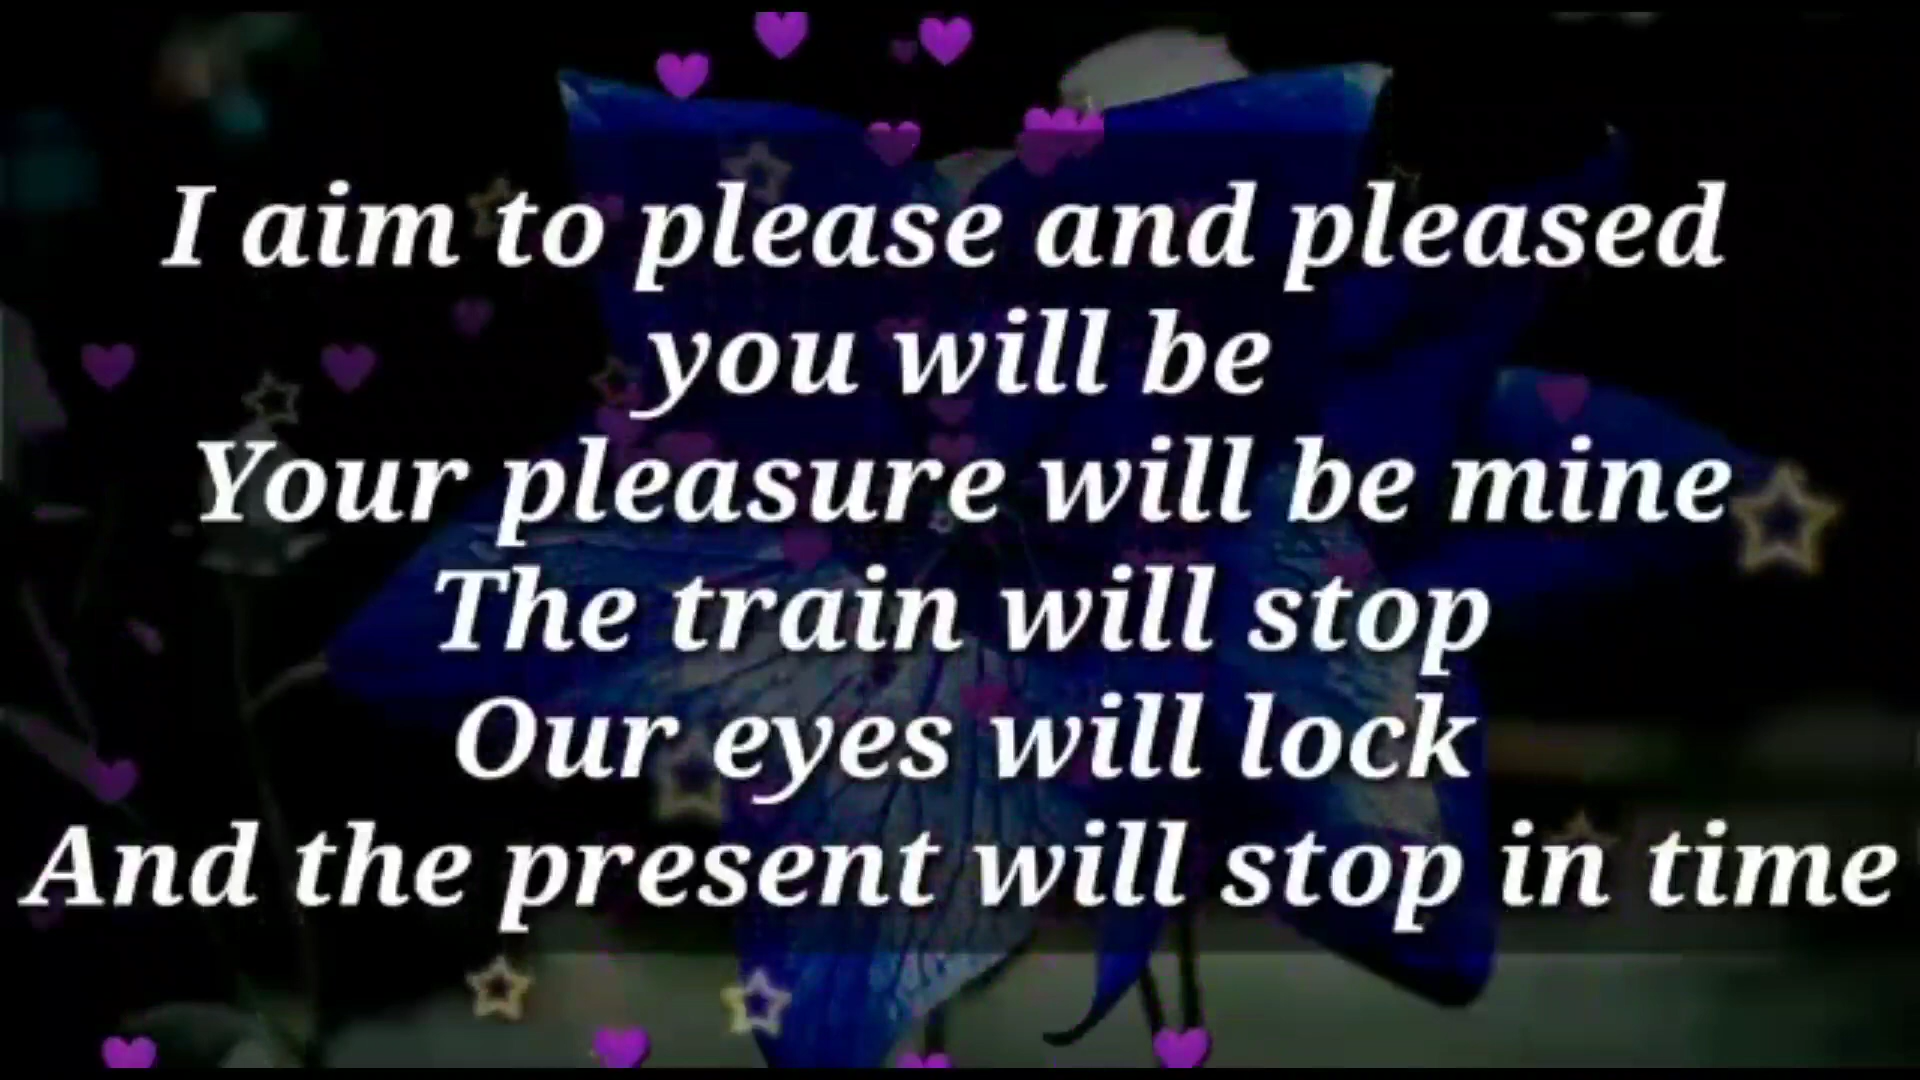 I aim to please and pleased
you will be
Your pleasure will be mine
The train will stop
Our eyes will lock
And the present will stop in time